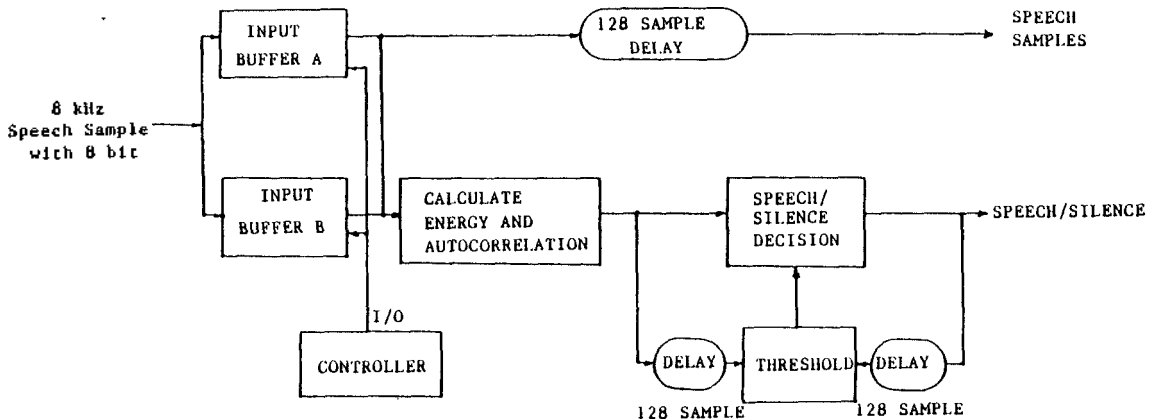 INPUT
BUFFER A
128 SAMPLE
DELAY
SPEECH
SAMPLES
8 kHz
Speech Sample
with 8 bit
INPUT
BUFFER B
CALCULATE
ENERGY AND
AUTOCORRELATION
SPEECH/
SILENCE
DECISION
SPEECH/SILENCE
I/O
CONTROLLER
DELAY
THRESHOLD
DELAY
128 SAMPLE
128 SAMPLE